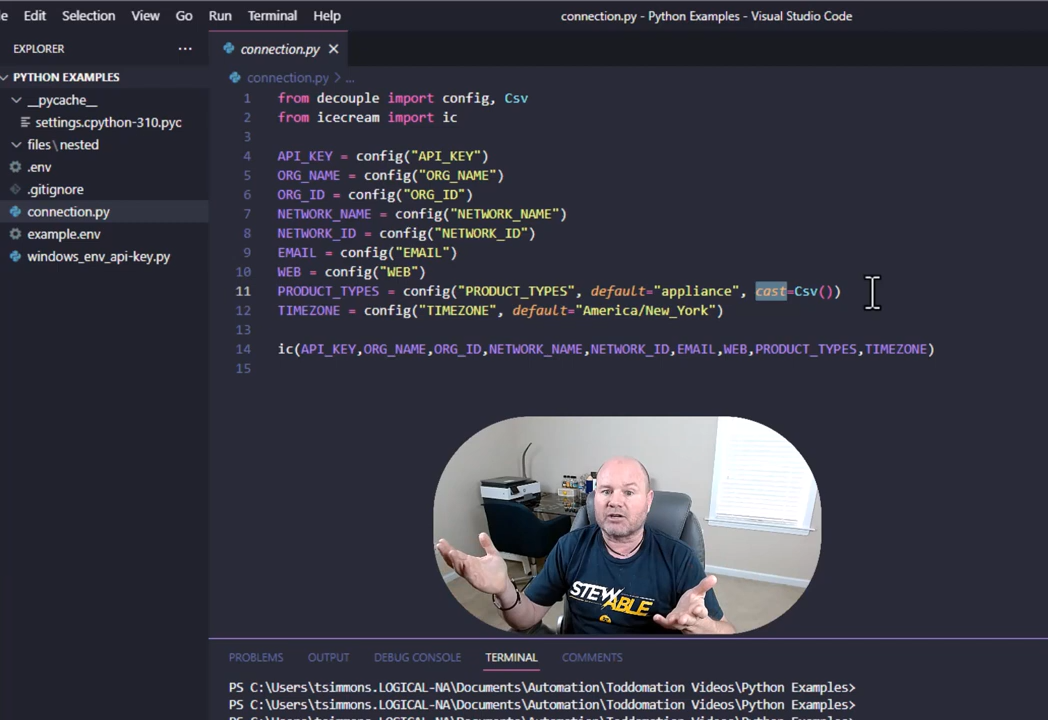 Edit Selection View Go Run Terminal Help connection.py - Python Examples - Visual Studio Code
EXPLORER ... connection.py ×
PYTHON EXAMPLES
__pycache__
settings.cpython-310.pyc
files\nested
.env
.gitignore
connection.py
example.env
windows_env_api-key.py
connection.py > ...
1 from decouple import config, Csv
2 from icecream import ic
3
4 API_KEY = config("API_KEY")
5 ORG_NAME = config("ORG_NAME")
6 ORG_ID = config("ORG_ID")
7 NETWORK_NAME = config("NETWORK_NAME")
8 NETWORK_ID = config("NETWORK_ID")
9 EMAIL = config("EMAIL")
10 WEB = config("WEB")
11 PRODUCT_TYPES = config("PRODUCT_TYPES", default="appliance", cast=Csv())
12 TIMEZONE = config("TIMEZONE", default="America/New_York")
13
14 ic(API_KEY,ORG_NAME,ORG_ID,NETWORK_NAME,NETWORK_ID,EMAIL,WEB,PRODUCT_TYPES,TIMEZONE)
15
STEW
ABLE
PROBLEMS OUTPUT DEBUG CONSOLE TERMINAL COMMENTS
PS C:\Users\tsimmons.LOGICAL-NA\Documents\Automation\Toddomation Videos\Python Examples>
PS C:\Users\tsimmons.LOGICAL-NA\Documents\Automation\Toddomation Videos\Python Examples>